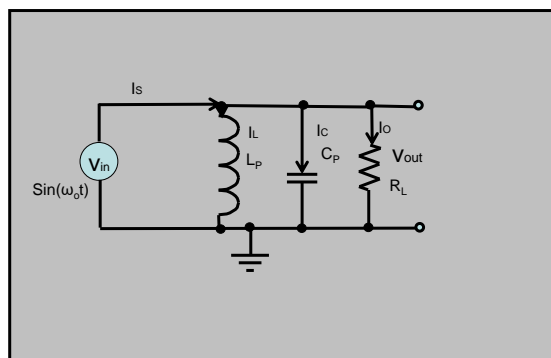 Is
IL
LP
IC
CP
IO
Vout
RL
Vin
Sin(ωot)